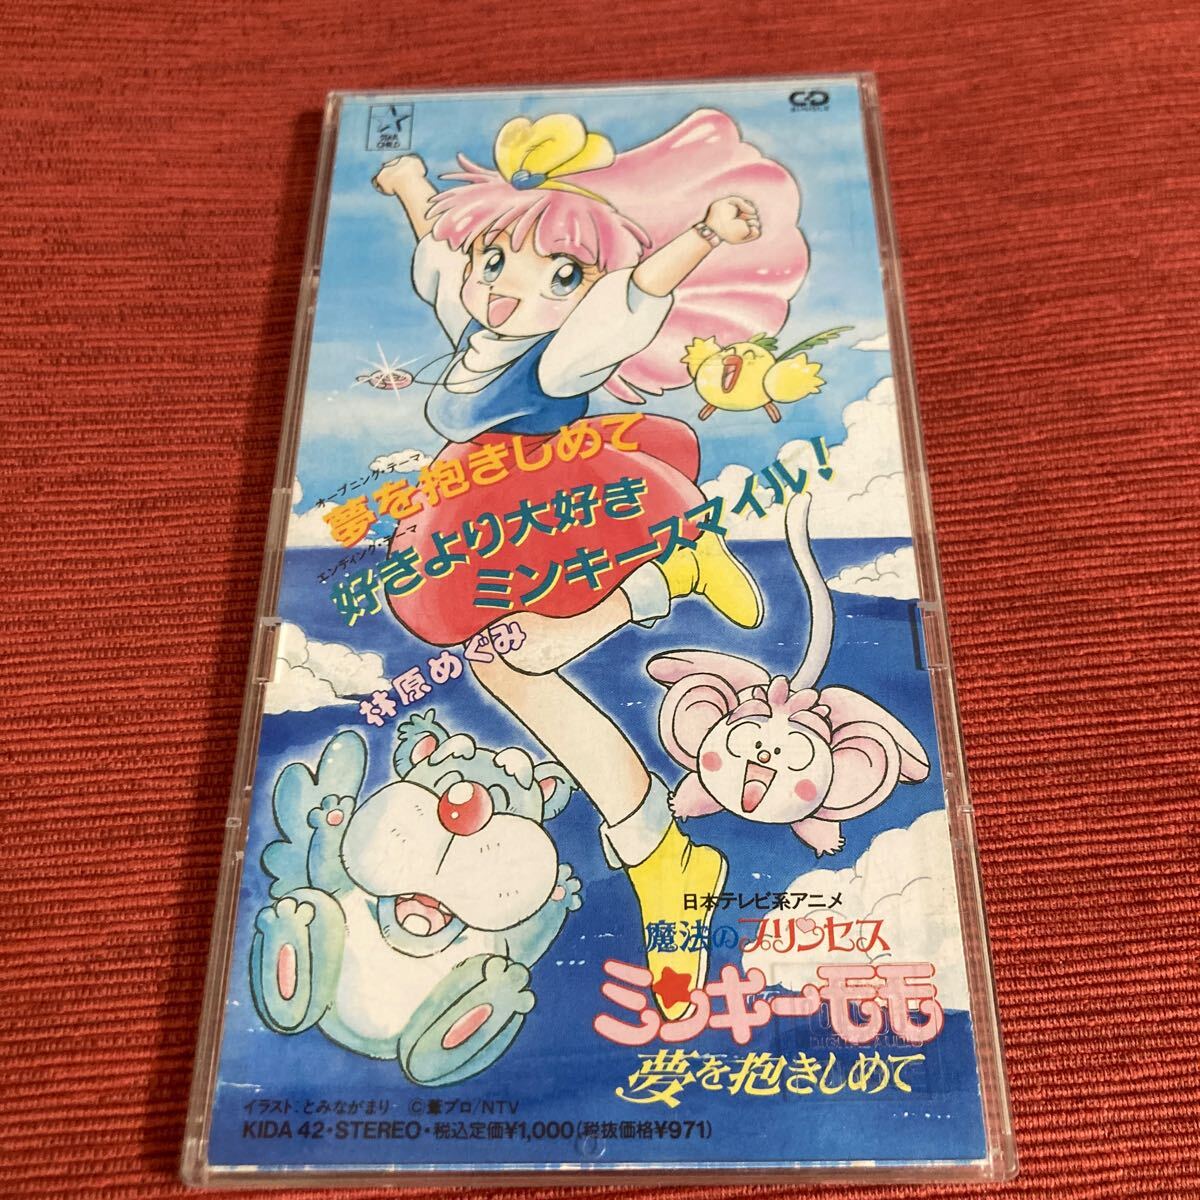 STAR
CHILD
CD
オープニング・テーマ
夢を抱きしめて
エンディング・テーマ
好きより大好き
ミンキースマイル!
林原めぐみ
日本テレビ系アニメ
魔法のプリンセス
ミンキーモモ
夢を抱きしめて
イラスト:とみながまり ©葦プロ/NTV
KIDA 42・STEREO・税込定価¥1,000(税抜価格¥971)